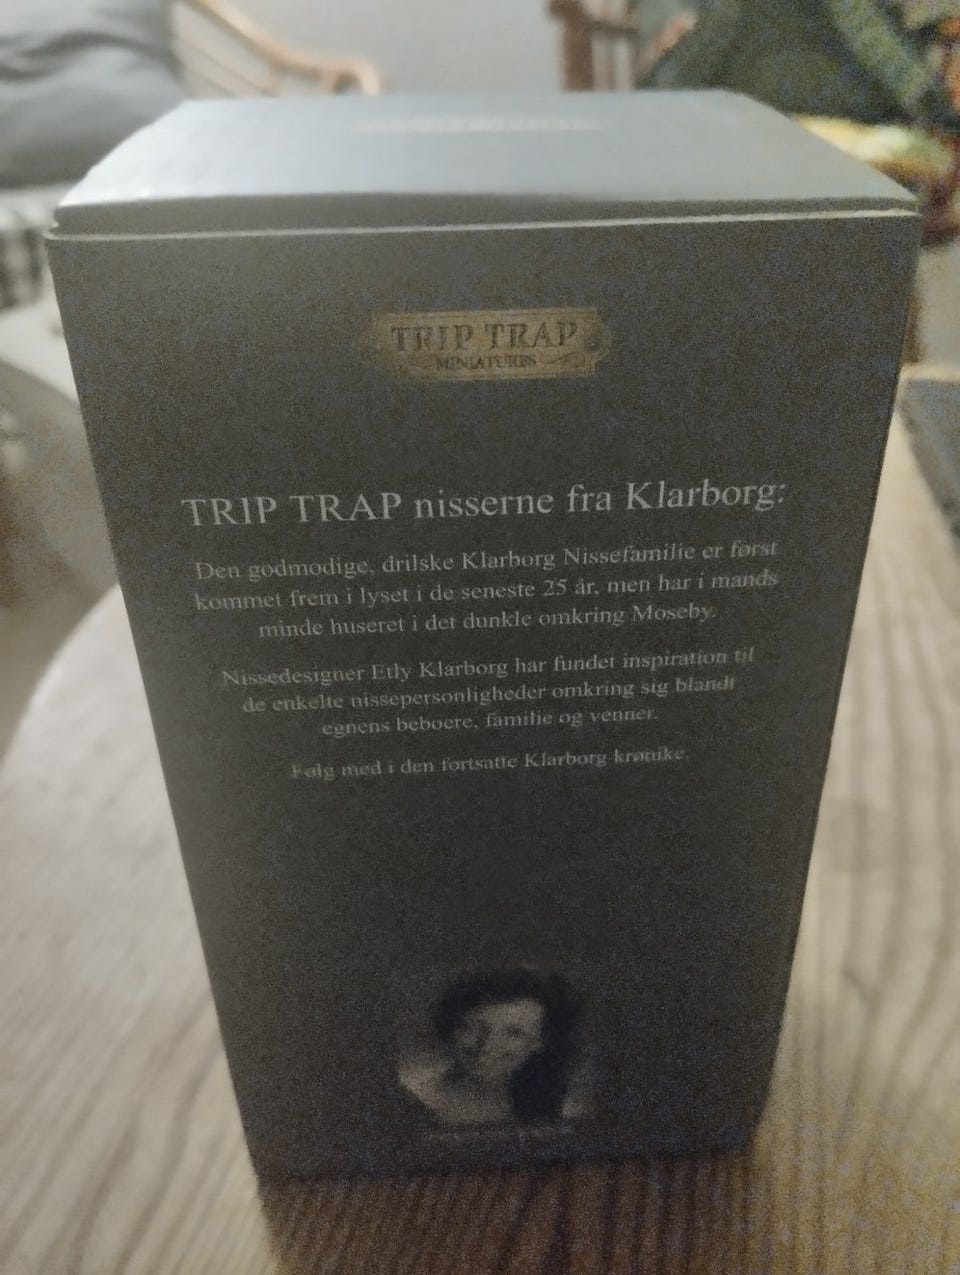 TRIP TRAP
MINIATURES
TRIP TRAP nisserne fra Klarborg:
Den godmodige, drilske Klarborg Nissefamilie er først
kommet frem i lyset i de seneste 25 år, men har i mands
minde huseret i det dunkle omkring Moseby.
Nissedesigner Etly Klarborg har fundet inspiration til
de enkelte nissepersonligheder omkring sig blandt
egnens beboere, familie og venner.
Følg med i den fortsatte Klarborg-krønike.